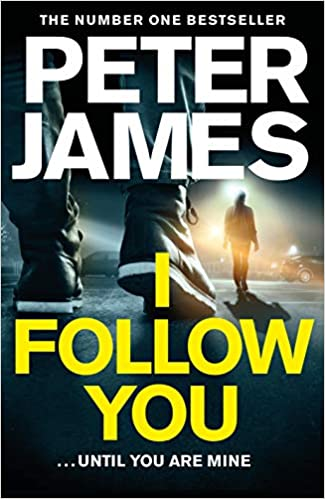 THE NUMBER ONE BESTSELLER
PETER
JAMES
I
FOLLOW
YOU
...UNTIL YOU ARE MINE